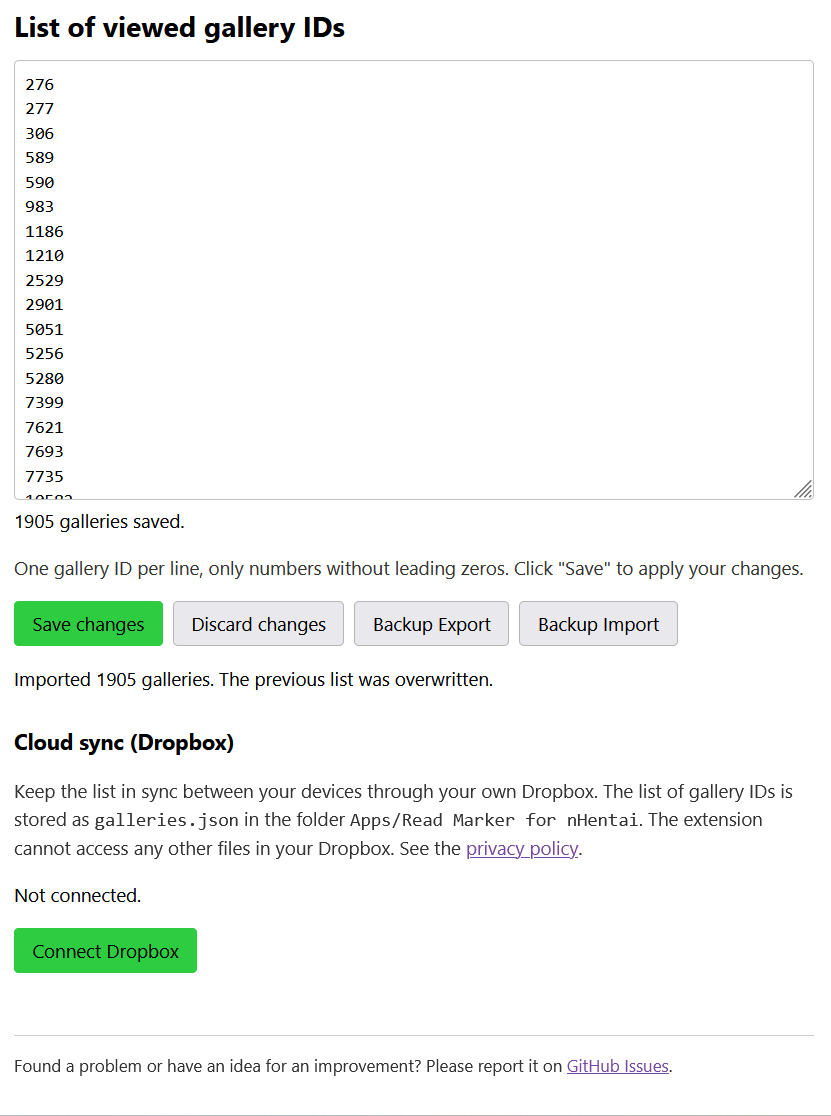 List of viewed gallery IDs
276
277
306
589
590
983
1186
1210
2529
2901
5051
5256
5280
7399
7621
7693
7735
1905 galleries saved.
One gallery ID per line, only numbers without leading zeros. Click "Save" to apply your changes.
Save changes Discard changes Backup Export Backup Import
Imported 1905 galleries. The previous list was overwritten.
Cloud sync (Dropbox)
Keep the list in sync between your devices through your own Dropbox. The list of gallery IDs is
stored as galleries.json in the folder Apps/Read Marker for nHentai. The extension
cannot access any other files in your Dropbox. See the privacy policy.
Not connected.
Connect Dropbox
Found a problem or have an idea for an improvement? Please report it on GitHub Issues.